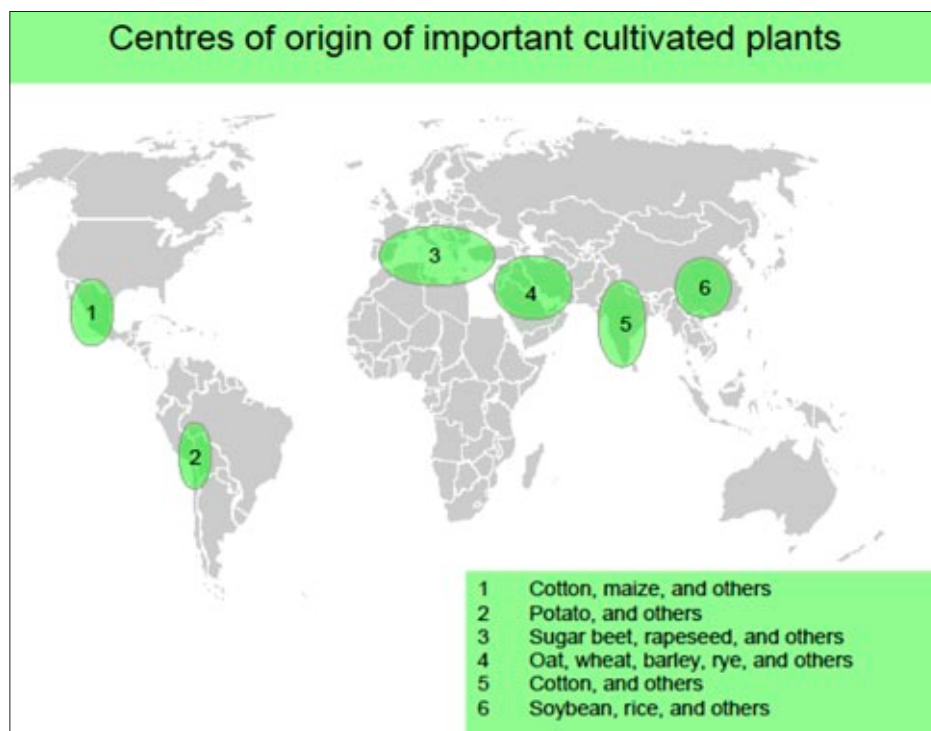 Centres of origin of important cultivated plants
3
4
6
1
5
2
1 Cotton, maize, and others
2 Potato, and others
3 Sugar beet, rapeseed, and others
4 Oat, wheat, barley, rye, and others
5 Cotton, and others
6 Soybean, rice, and others